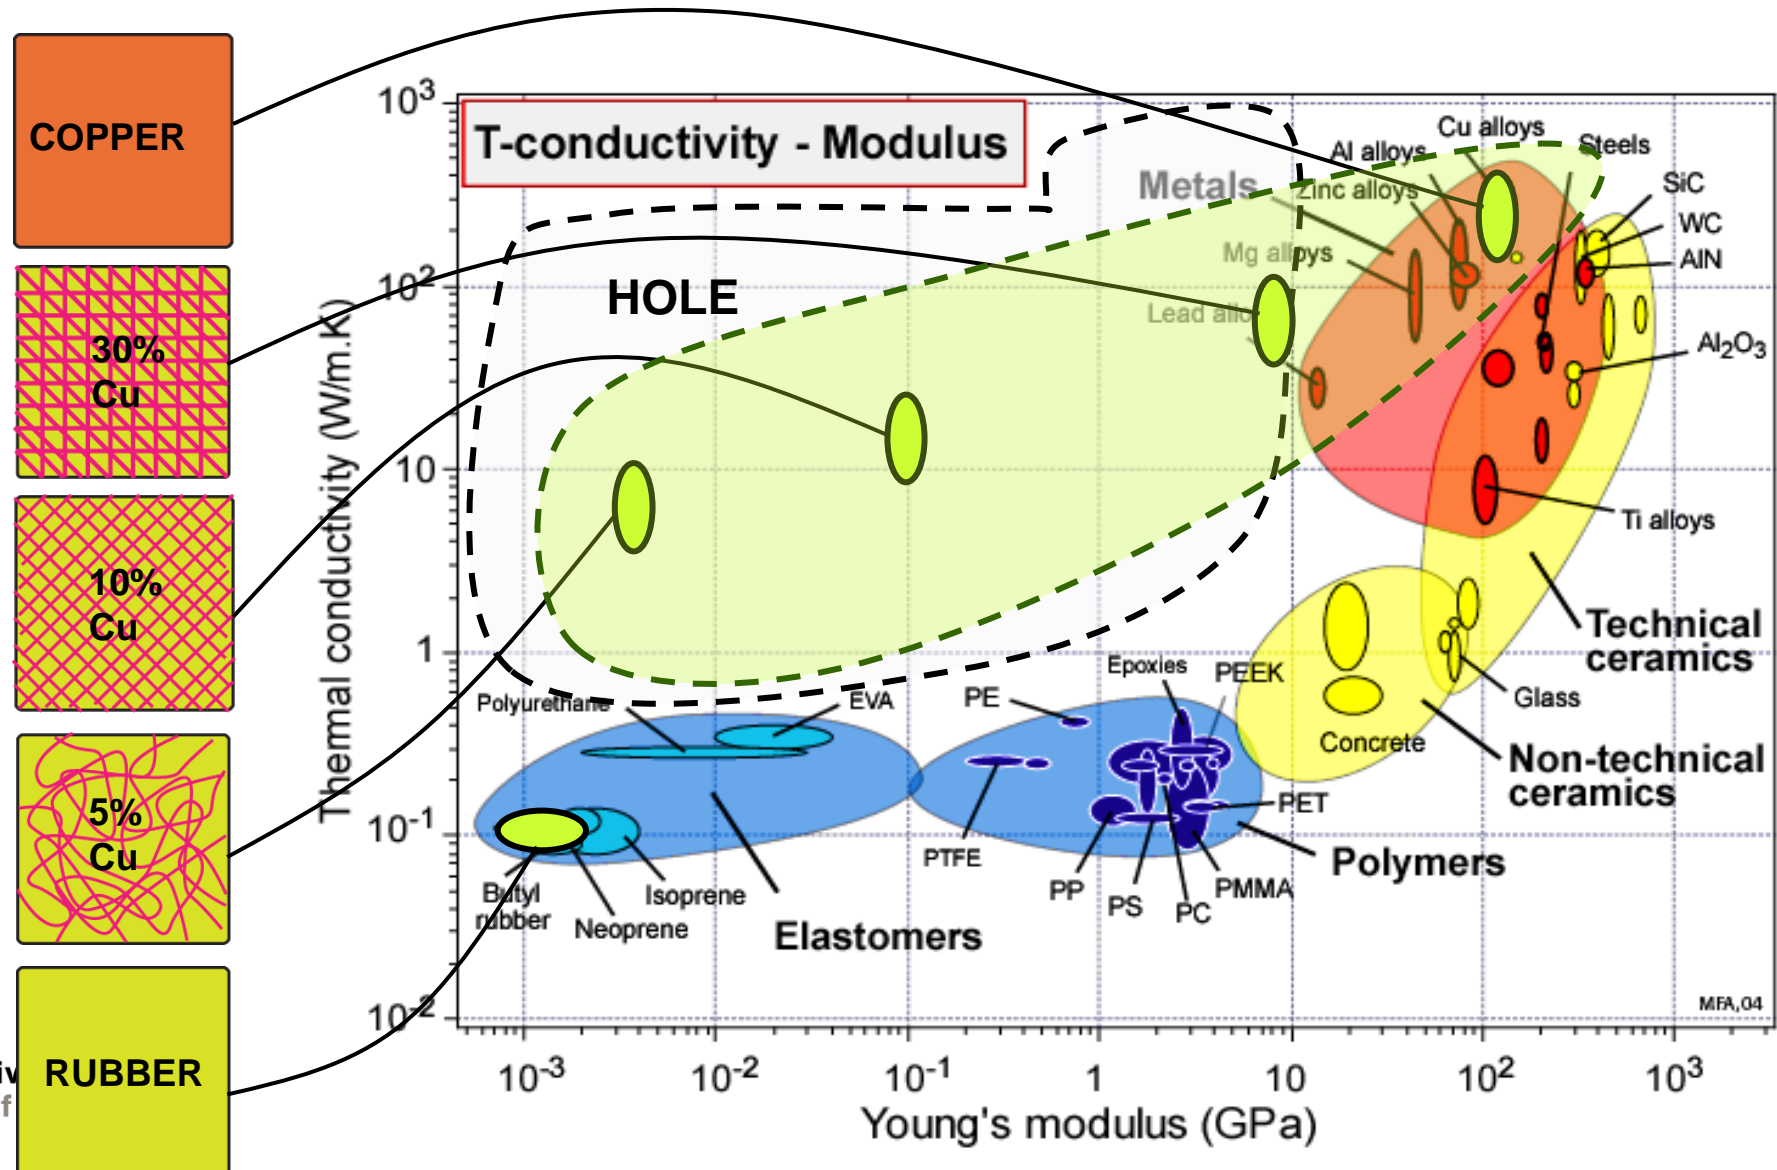 COPPER
30%
Cu
10%
Cu
5%
Cu
RUBBER
iv
f
T-conductivity - Modulus
HOLE
Thermal conductivity (W/m.K)
10³
10²
10
1
10⁻¹
10⁻²
Metals
Al alloys
Cu alloys
Steels
Zinc alloys
SiC
WC
AlN
Mg alloys
Lead allo
Al₂O₃
Ti alloys
Technical
ceramics
Glass
Concrete
Non-technical
ceramics
Polyurethane
EVA
PE
Epoxies
PEEK
PTFE
PP
PS
PC
PMMA
PET
Polymers
Butyl
rubber
Neoprene
Isoprene
Elastomers
MFA,04
10⁻³
10⁻²
10⁻¹
1
10
10²
10³
Young's modulus (GPa)